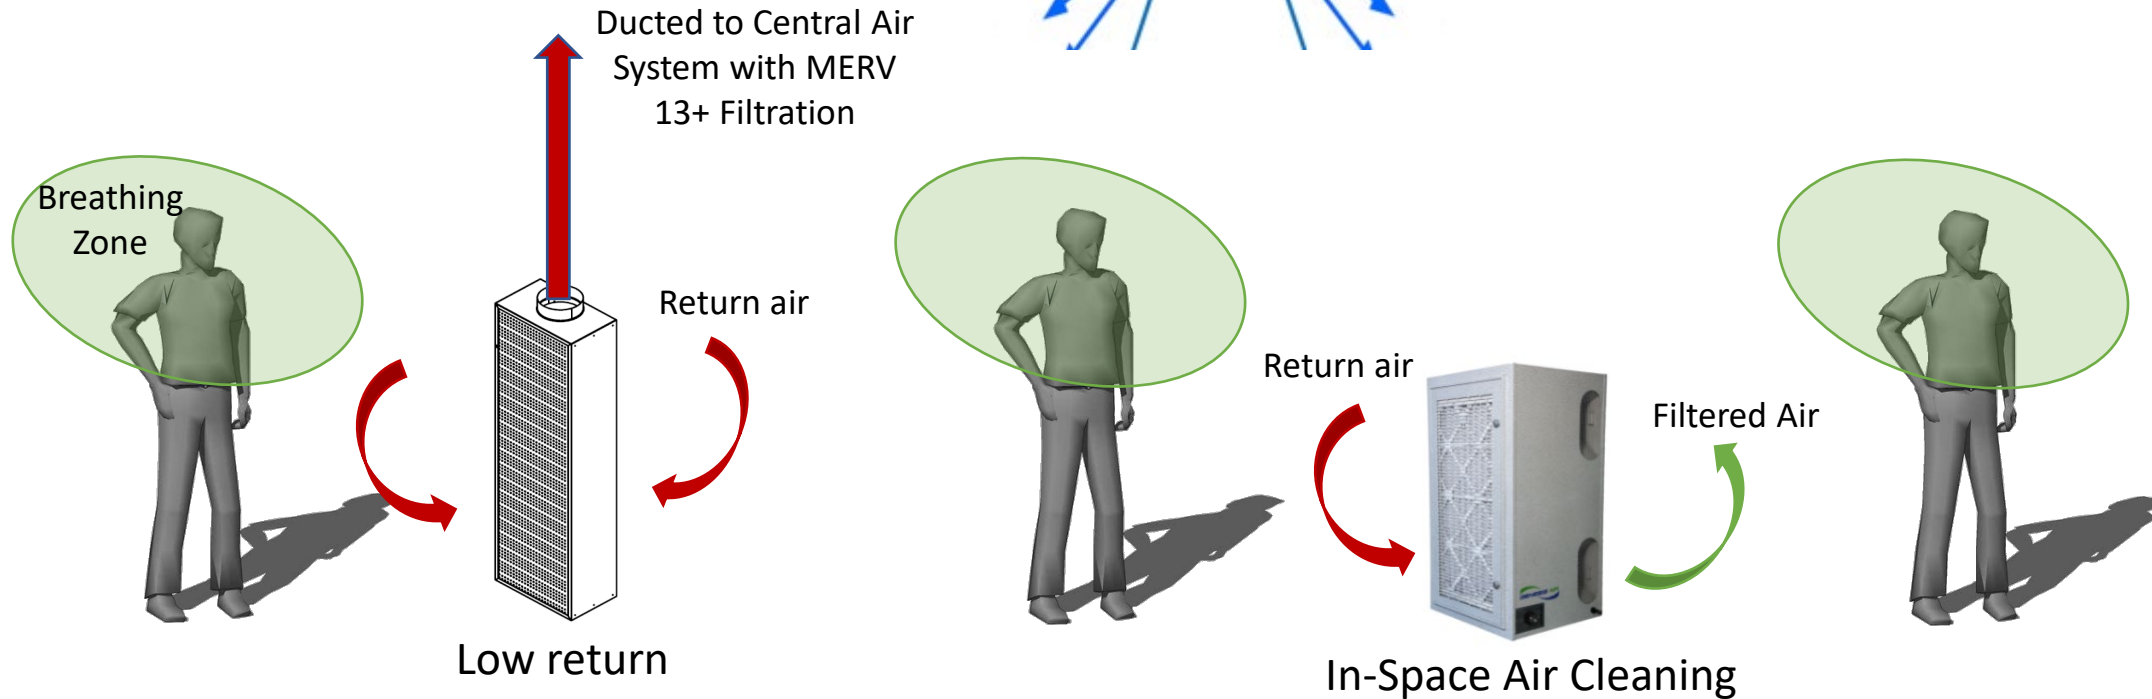 Ducted to Central Air
System with MERV
13+ Filtration
Breathing
Zone
Return air
Return air
Filtered Air
Low return
In-Space Air Cleaning